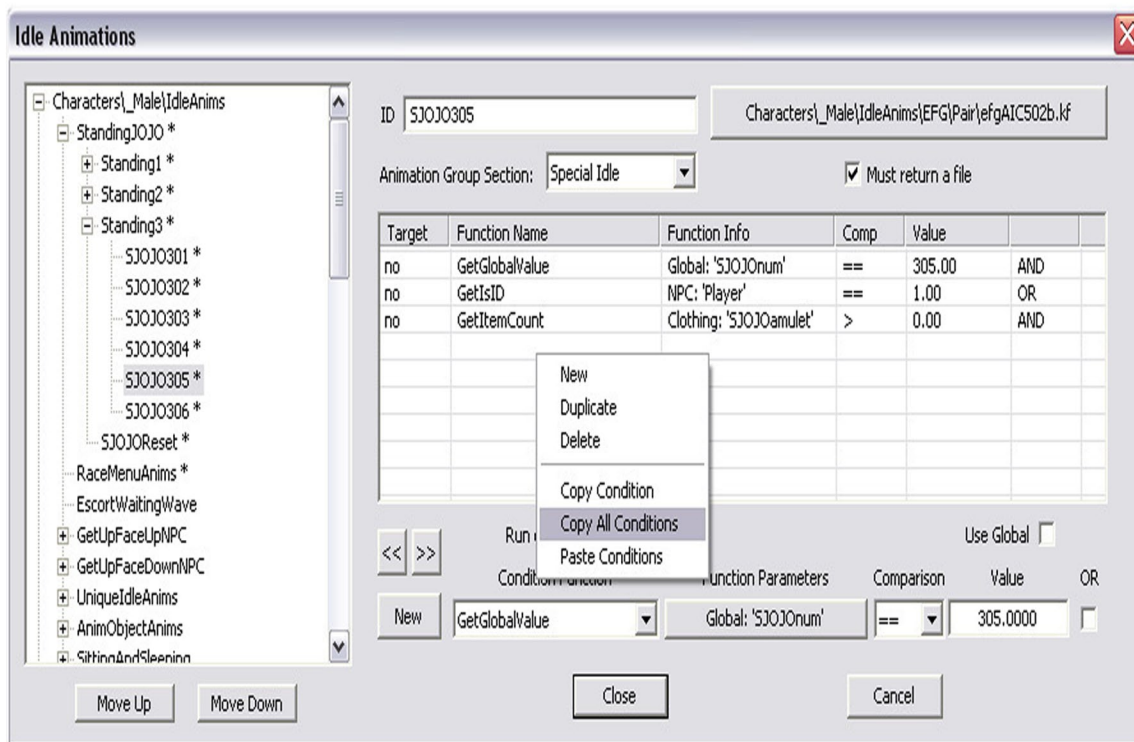 Idle Animations
Characters\_Male\IdleAnims
StandingJOJO *
Standing1 *
Standing2 *
Standing3 *
SJOJO301 *
SJOJO302 *
SJOJO303 *
SJOJO304 *
SJOJO305 *
SJOJO306 *
SJOJOReset *
RaceMenuAnims *
EscortWaitingWave
GetUpFaceUpNPC
GetUpFaceDownNPC
UniqueIdleAnims
AnimObjectAnims
SittingAndSleeping
Move Up Move Down
ID SJOJO305 Characters\_Male\IdleAnims\EFG\Pair\efgAIC502b.kf
Animation Group Section: Special Idle Must return a file
Target Function Name Function Info Comp Value
no GetGlobalValue Global: 'SJOJOnum' == 305.00 AND
no GetIsID NPC: 'Player' == 1.00 OR
no GetItemCount Clothing: 'SJOJOamulet' > 0.00 AND
New
Duplicate
Delete
Copy Condition
Copy All Conditions
Paste Conditions
<< >> Run Use Global
Condition Function Function Parameters Comparison Value OR
New GetGlobalValue Global: 'SJOJOnum' == 305.0000
Close Cancel